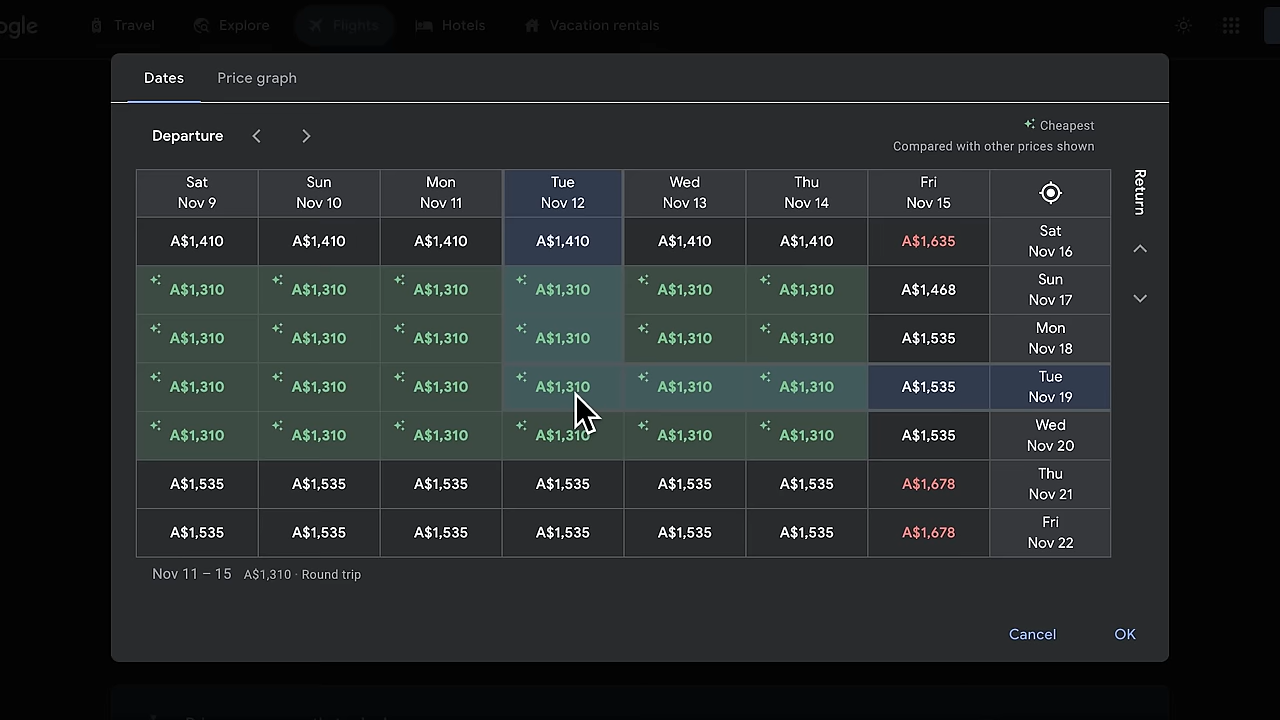 ogle Travel Explore Flights Hotels Vacation rentals
Dates Price graph
Departure
Cheapest
Compared with other prices shown
Return
Sat Sun Mon Tue Wed Thu Fri
Nov 9 Nov 10 Nov 11 Nov 12 Nov 13 Nov 14 Nov 15
A$1,410 A$1,410 A$1,410 A$1,410 A$1,410 A$1,410 A$1,635 Sat Nov 16
A$1,310 A$1,310 A$1,310 A$1,310 A$1,310 A$1,310 A$1,468 Sun Nov 17
A$1,310 A$1,310 A$1,310 A$1,310 A$1,310 A$1,310 A$1,535 Mon Nov 18
A$1,310 A$1,310 A$1,310 A$1,310 A$1,310 A$1,310 A$1,535 Tue Nov 19
A$1,310 A$1,310 A$1,310 A$1,310 A$1,310 A$1,310 A$1,535 Wed Nov 20
A$1,535 A$1,535 A$1,535 A$1,535 A$1,535 A$1,535 A$1,678 Thu Nov 21
A$1,535 A$1,535 A$1,535 A$1,535 A$1,535 A$1,535 A$1,678 Fri Nov 22
Nov 11 – 15 A$1,310 · Round trip
Cancel OK